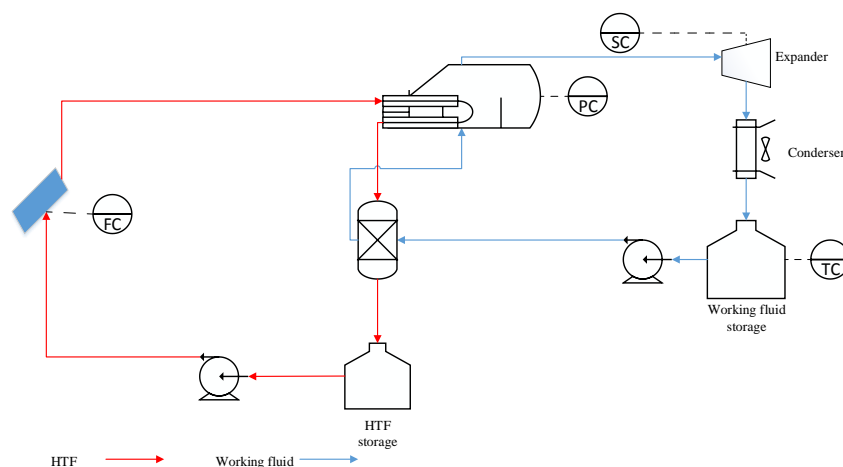 SC
Expander
PC
Condenser
FC
TC
Working fluid
storage
HTF
storage
HTF
Working fluid